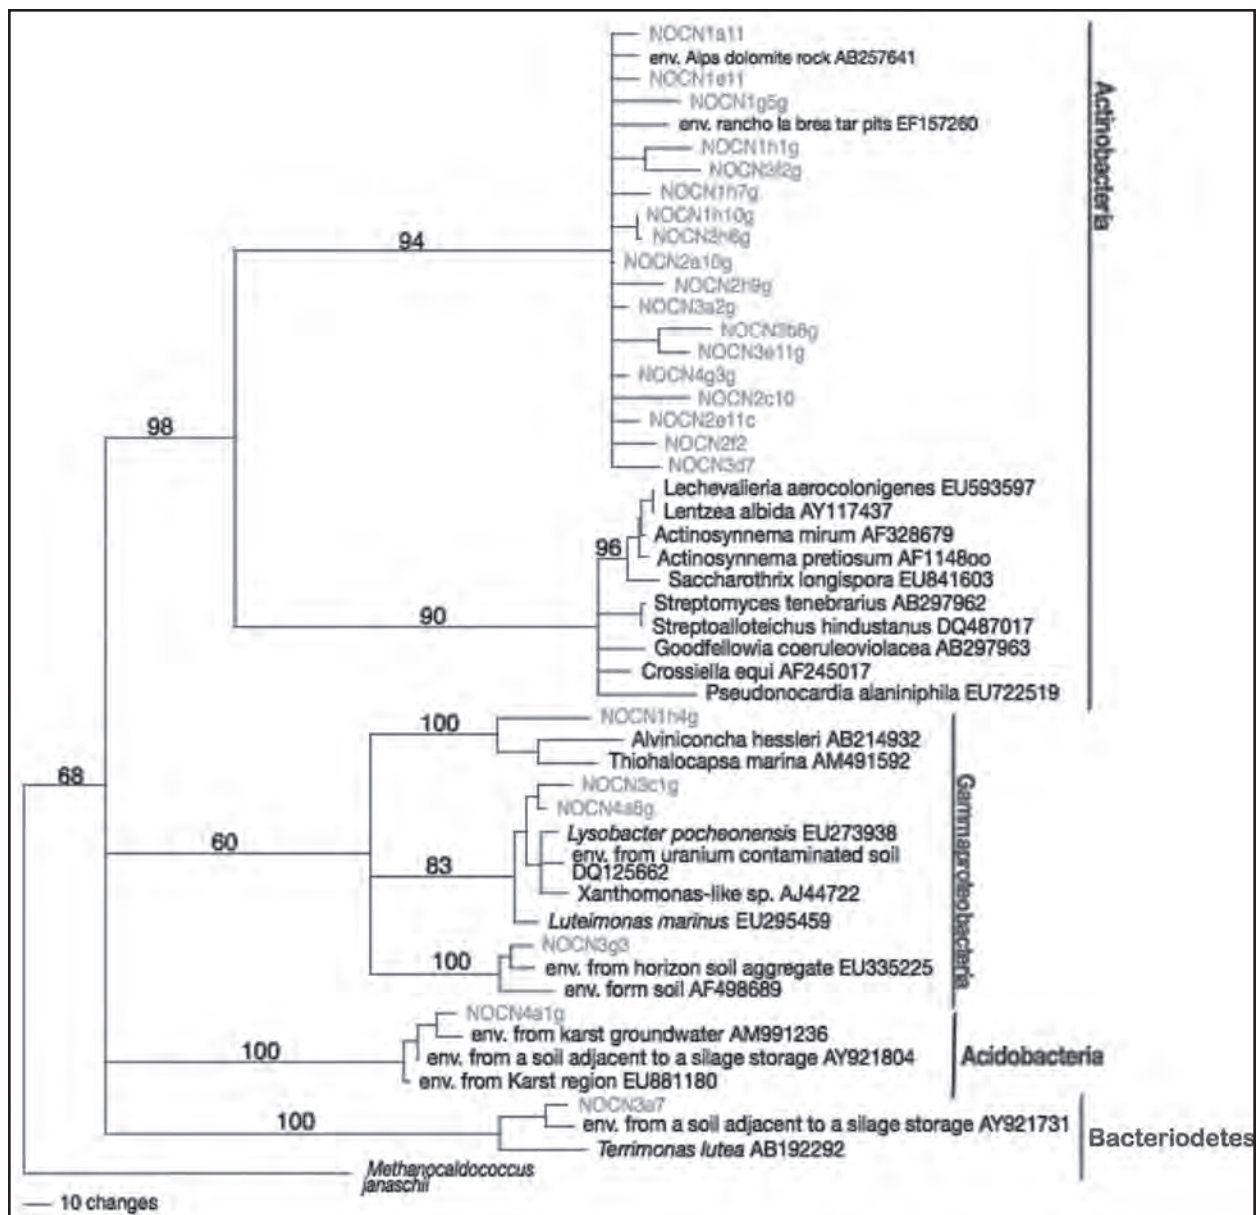 NOCN1a11
env. Alps dolomite rock AB257641
NOCN1e11
NOCN1g5g
env. rancho la brea tar pits EF157260
NOCN1h1g
NOCN3f2g
NOCN1h7g
NOCN1h10g
NOCN2h6g
NOCN2a10g
NOCN2h9g
NOCN3a2g
NOCN3b8g
NOCN3e11g
NOCN4g3g
NOCN2c10
NOCN2e11c
NOCN2f2
NOCN3d7
94
Actinobacteria
98
Lechevalieria aerocolonigenes EU593597
Lentzea albida AY117437
Actinosynnema mirum AF328679
Actinosynnema pretiosum AF1148oo
96
Saccharothrix longispora EU841603
Streptomyces tenebrarius AB297962
90
Streptoalloteichus hindustanus DQ487017
Goodfellowia coeruleoviolacea AB297963
Crossiella equi AF245017
Pseudonocardia alaniniphila EU722519
NOCN1h4g
100
Alviniconcha hessleri AB214932
Thiohalocapsa marina AM491592
68
NOCN3c1g
NOCN4a6g
Lysobacter pocheonensis EU273938
60
env. from uranium contaminated soil
DQ125662
83
Xanthomonas-like sp. AJ44722
Luteimonas marinus EU295459
NOCN3g3
100
env. from horizon soil aggregate EU335225
env. form soil AF498689
Gammaproteobacteria
NOCN4a1g
env. from karst groundwater AM991236
100
env. from a soil adjacent to a silage storage AY921804
env. from Karst region EU881180
Acidobacteria
NOCN3a7
100
env. from a soil adjacent to a silage storage AY921731
Terrimonas lutea AB192292
Bacteriodetes
Methanocaldococcus
janaschii
10 changes